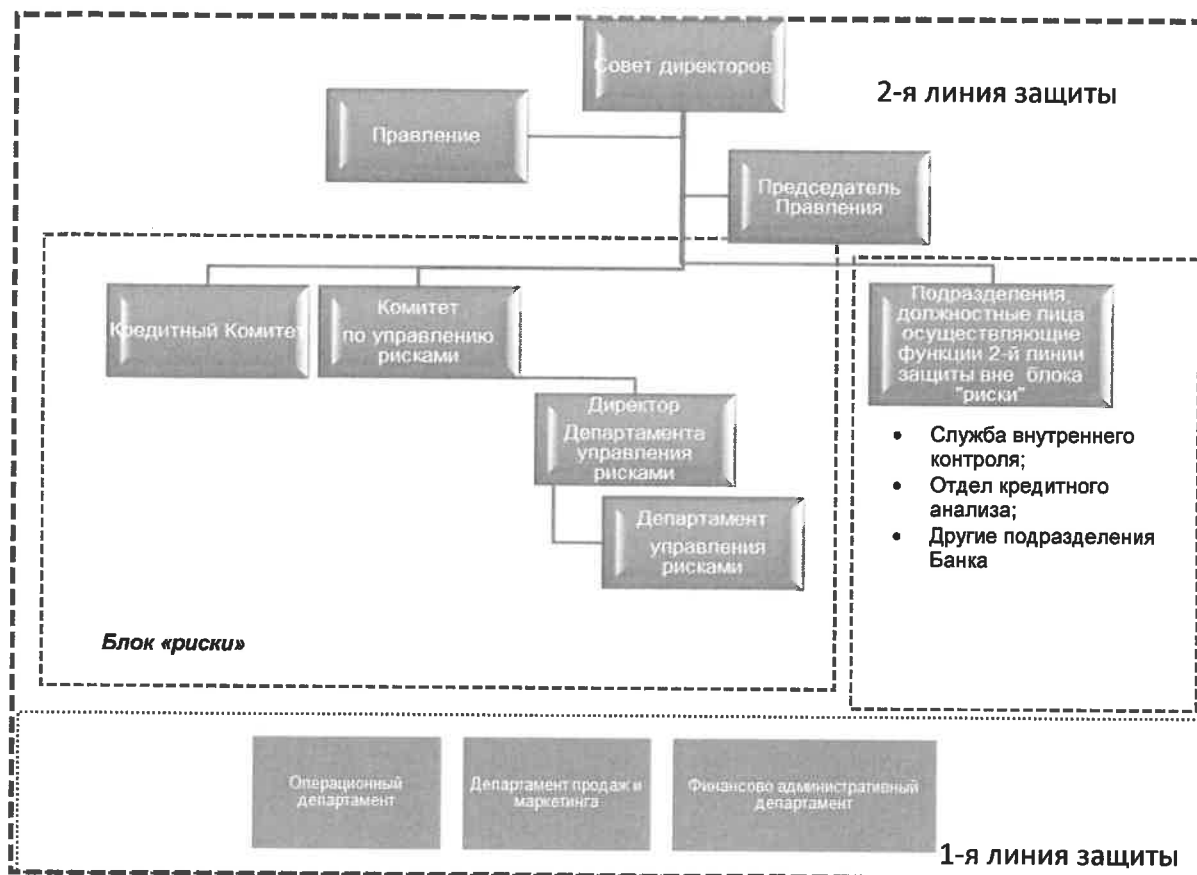 Совет директоров
2-я линия защиты
Правление
Председатель
Правления
Кредитный Комитет
Комитет
по управлению
рисками
Подразделения,
должностные лица
осуществляющие
функции 2-й линии
защиты вне блока
"риски"
Директор
Департамента
управления
рисками
• Служба внутреннего
контроля;
• Отдел кредитного
анализа;
• Другие подразделения
Банка
Департамент
управления
рисками
Блок «риски»
Операционный
департамент
Департамент продаж и
маркетинга
Финансово административный
департамент
1-я линия защиты